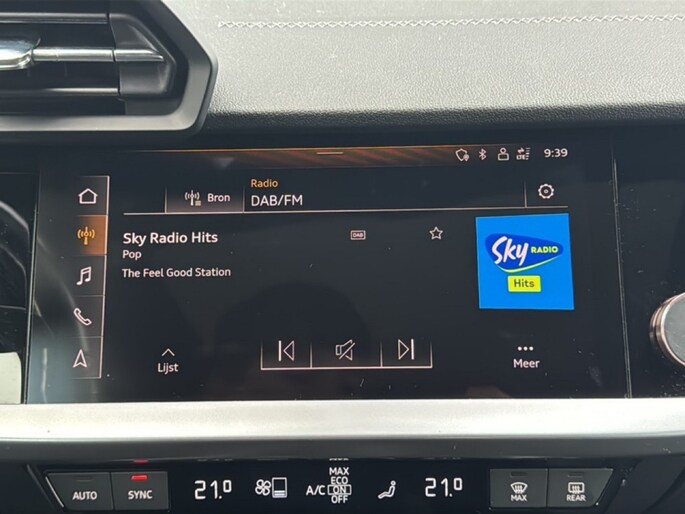 9:39
Radio
Bron
DAB/FM
Sky Radio Hits
DAB
Pop
The Feel Good Station
Sky RADIO
Hits
Lijst
Meer
AUTO
SYNC
21.0
A/C
MAX
ECO
ON
OFF
21.0
MAX
REAR